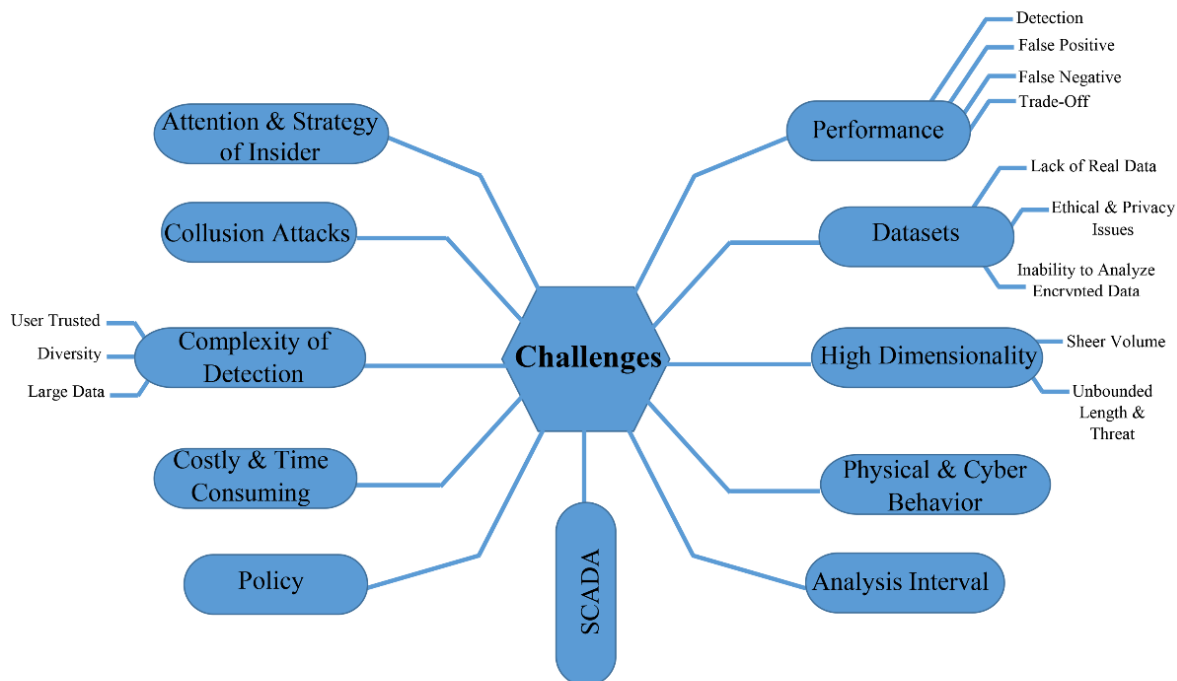 Detection
False Positive
False Negative
Trade-Off
Performance
Attention & Strategy
of Insider
Lack of Real Data
Ethical & Privacy
Issues
Datasets
Inability to Analyze
Encrypted Data
Collusion Attacks
User Trusted
Diversity
Large Data
Complexity of
Detection
Challenges
High Dimensionality
Sheer Volume
Unbounded
Length &
Threat
Costly & Time
Consuming
Physical & Cyber
Behavior
Policy
SCADA
Analysis Interval